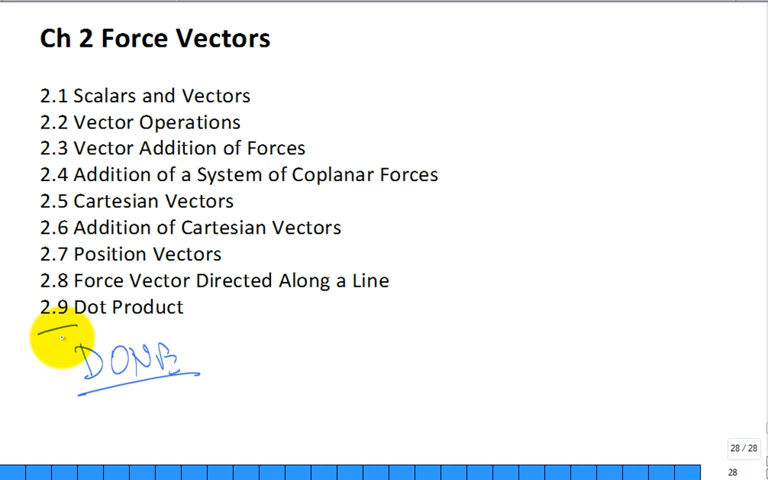 Ch 2 Force Vectors
2.1 Scalars and Vectors
2.2 Vector Operations
2.3 Vector Addition of Forces
2.4 Addition of a System of Coplanar Forces
2.5 Cartesian Vectors
2.6 Addition of Cartesian Vectors
2.7 Position Vectors
2.8 Force Vector Directed Along a Line
2.9 Dot Product
DONE
28 / 28
28